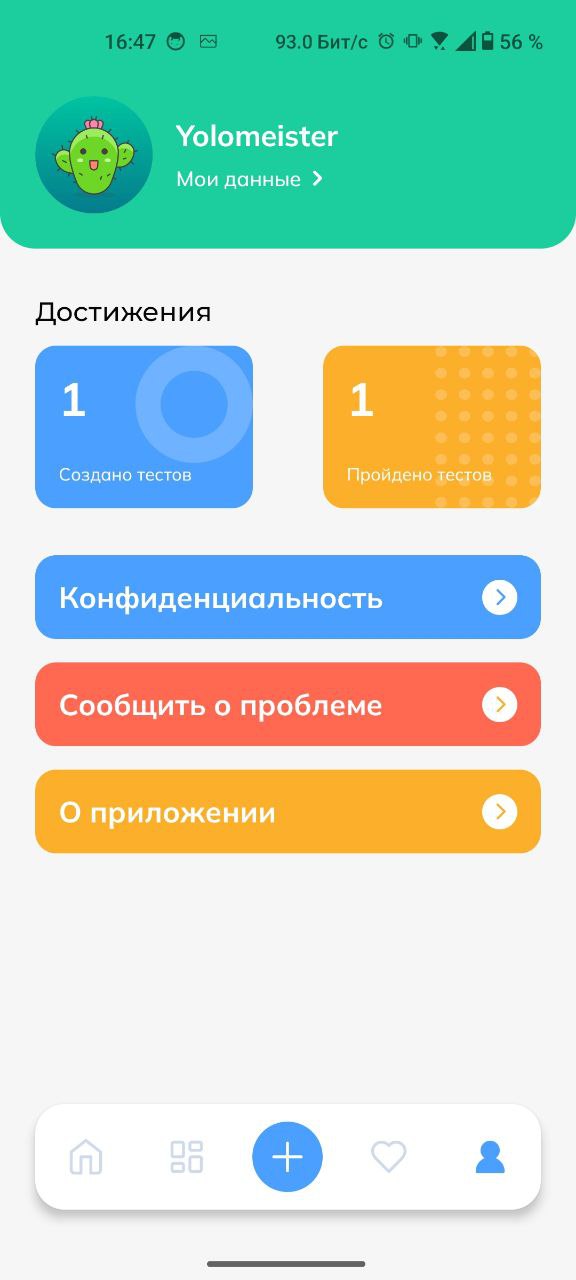 16:47 93.0 Бит/с 56 %
Yolomeister
Мои данные
Достижения
1 1
Создано тестов Пройдено тестов
Конфиденциальность
Сообщить о проблеме
О приложении